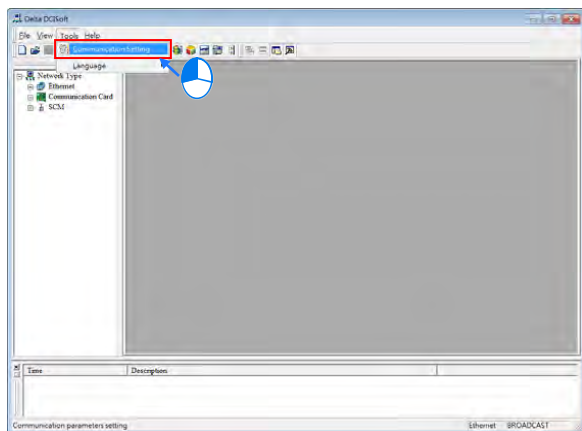 Delta DCISoft
File View Tools Help
Communication Setting
Language
Network Type
Ethernet
Communication Card
SCM
Time Description
Communication parameters setting Ethernet BROADCAST